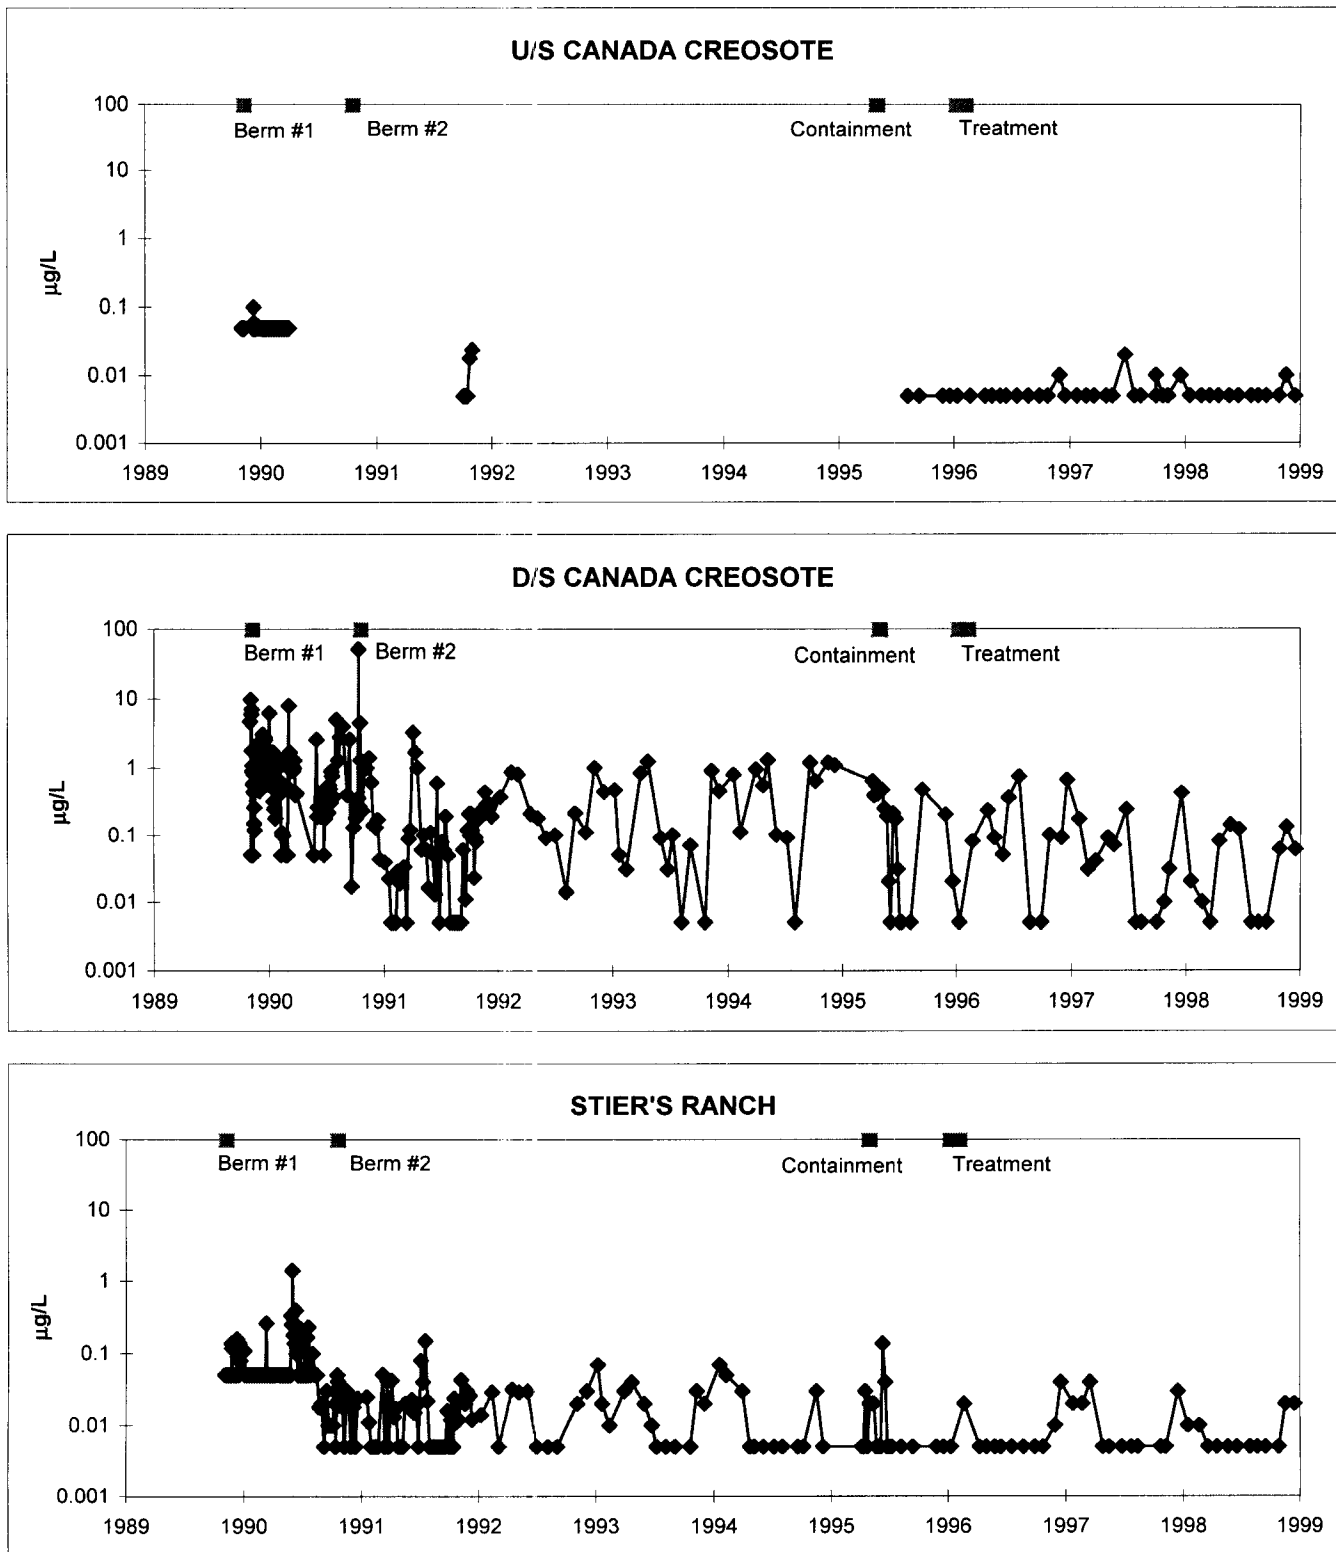 U/S CANADA CREOSOTE
100
Berm #1 Berm #2 Containment Treatment
10
1
µg/L
0.1
0.01
0.001
1989 1990 1991 1992 1993 1994 1995 1996 1997 1998 1999
D/S CANADA CREOSOTE
100
Berm #1 Berm #2 Containment Treatment
10
1
µg/L
0.1
0.01
0.001
1989 1990 1991 1992 1993 1994 1995 1996 1997 1998 1999
STIER'S RANCH
100
Berm #1 Berm #2 Containment Treatment
10
1
µg/L
0.1
0.01
0.001
1989 1990 1991 1992 1993 1994 1995 1996 1997 1998 1999